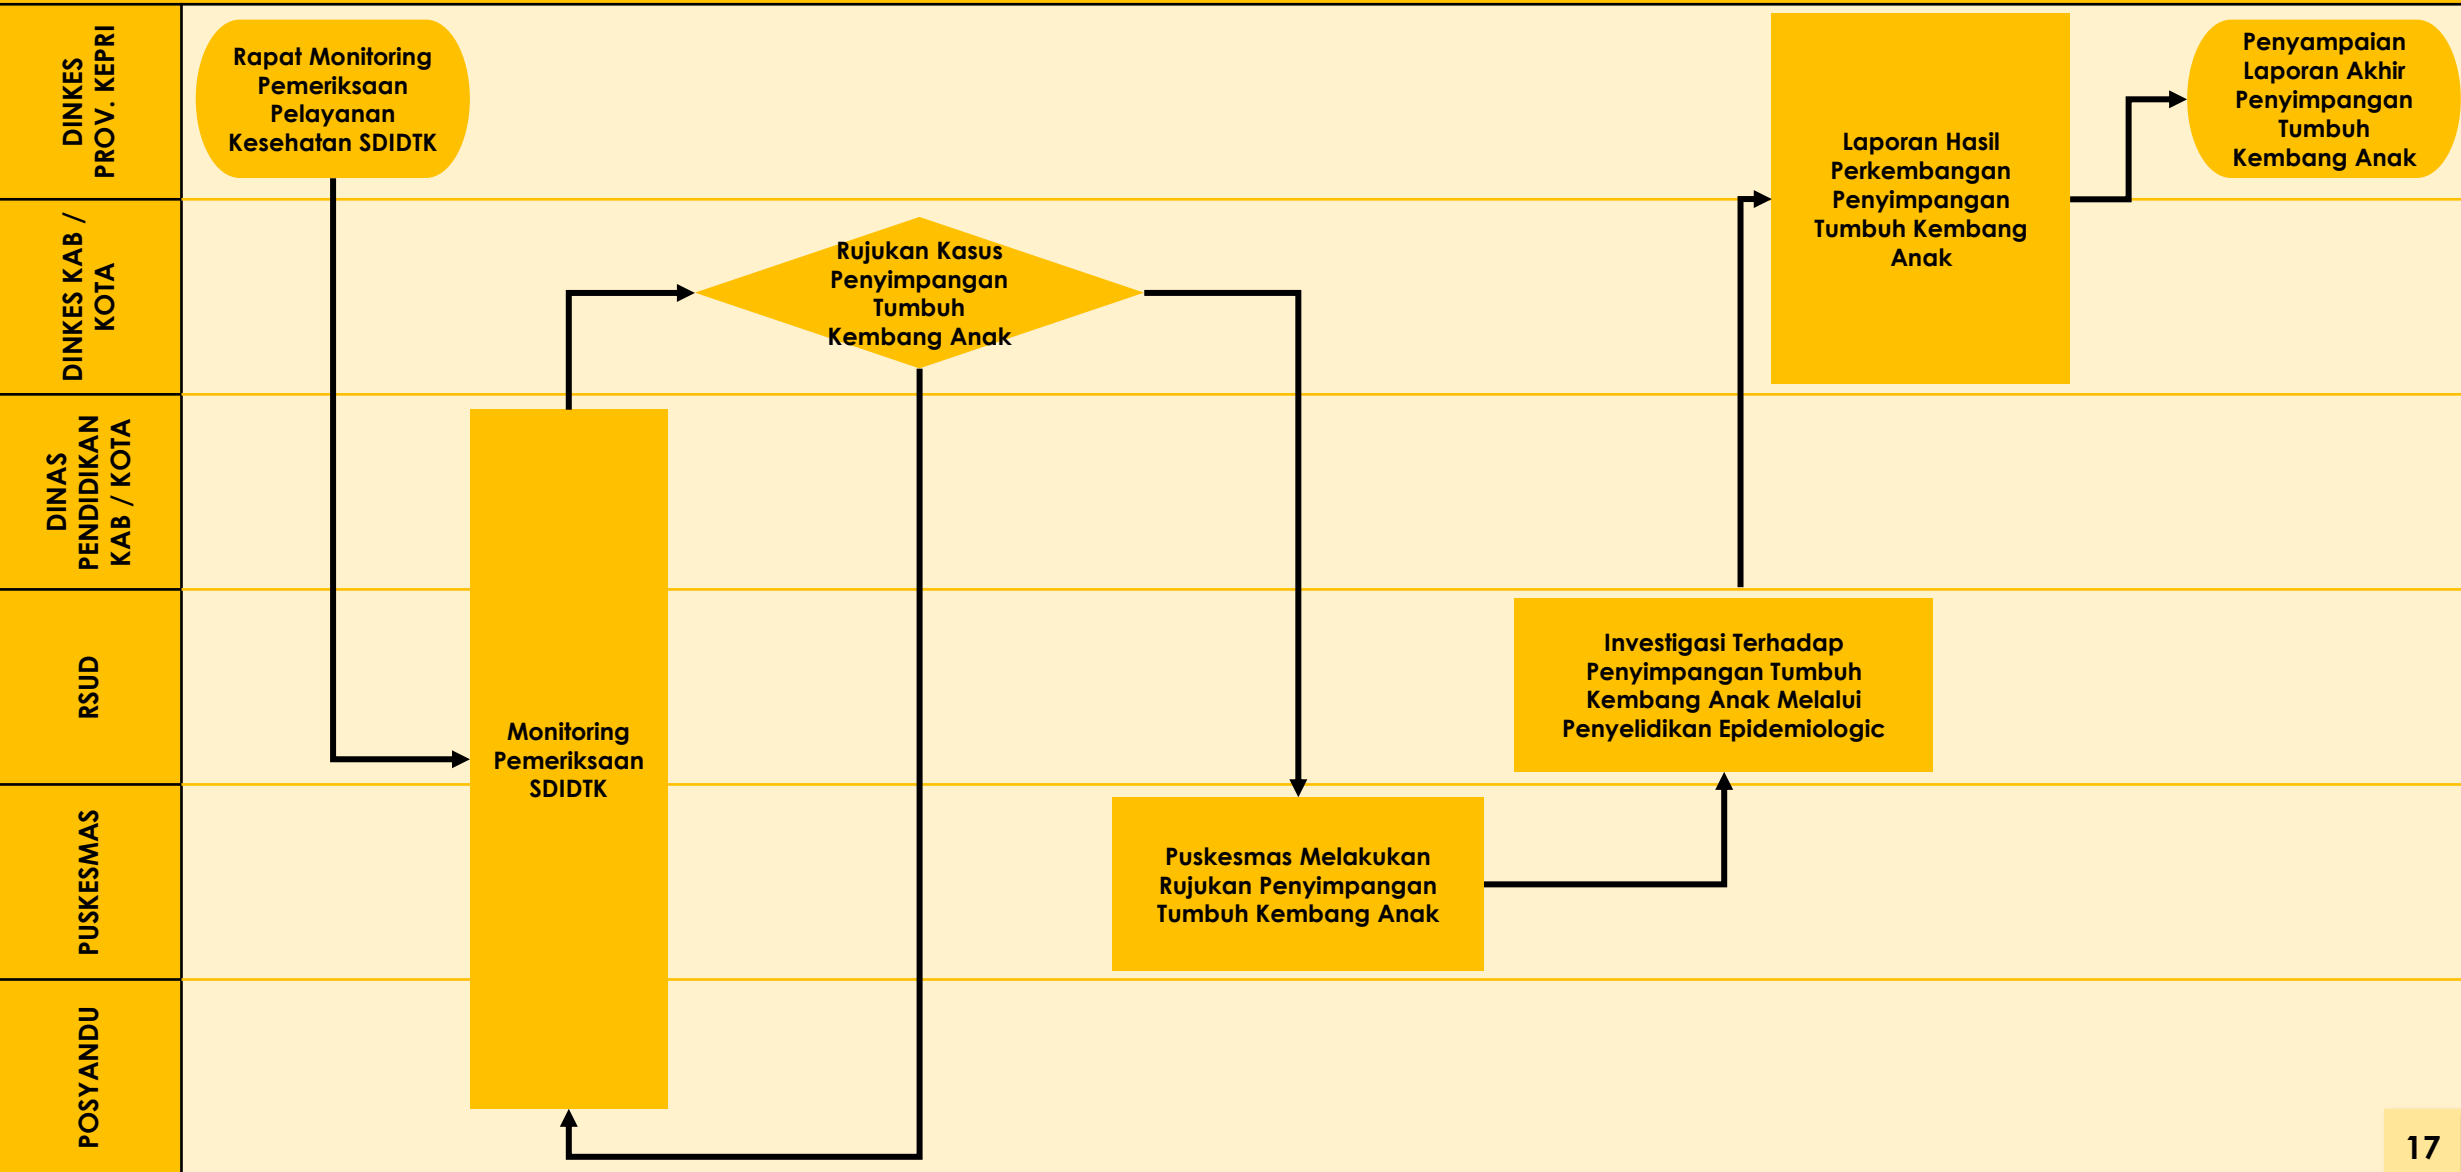 DINKES
PROV. KEPRI
Rapat Monitoring
Pemeriksaan
Pelayanan
Kesehatan SDIDTK
Laporan Hasil
Perkembangan
Penyimpangan
Tumbuh Kembang
Anak
Penyampaian
Laporan Akhir
Penyimpangan
Tumbuh
Kembang Anak
DINKES KAB /
KOTA
Rujukan Kasus
Penyimpangan
Tumbuh
Kembang Anak
DINAS
PENDIDIKAN
KAB / KOTA
RSUD
Monitoring
Pemeriksaan
SDIDTK
Investigasi Terhadap
Penyimpangan Tumbuh
Kembang Anak Melalui
Penyelidikan Epidemiologic
PUSKESMAS
Puskesmas Melakukan
Rujukan Penyimpangan
Tumbuh Kembang Anak
POSYANDU
17